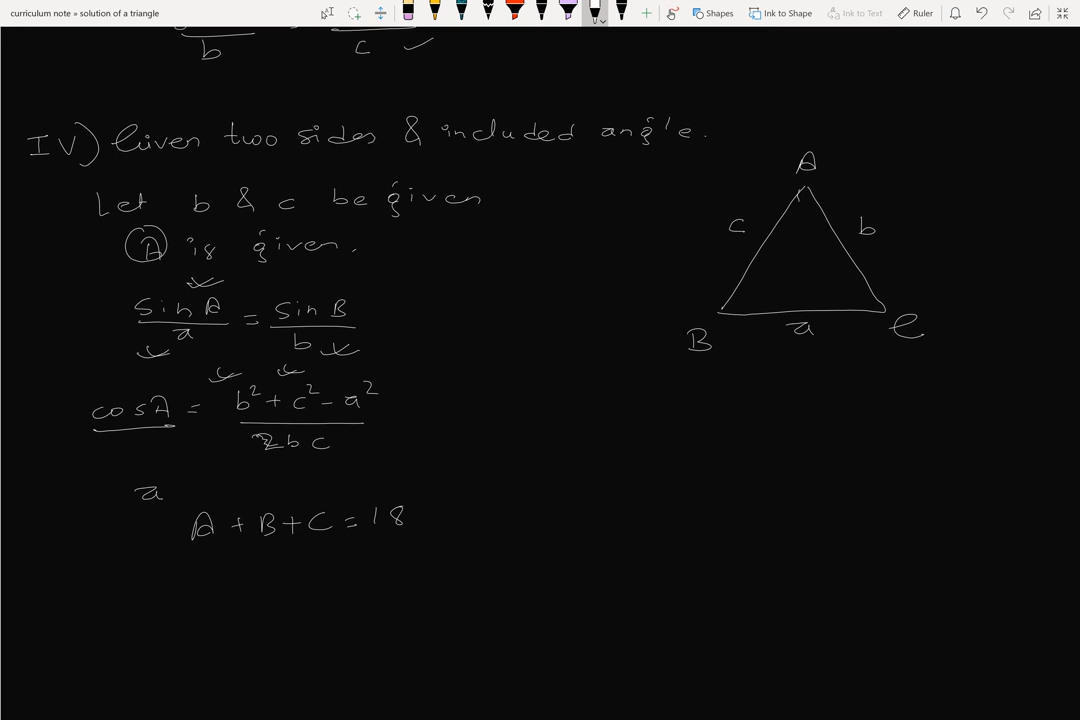 curriculum note » solution of a triangle
Shapes
Ink to Shape
Ink to Text
Ruler
b
c
IV) Given two sides & included angle.
Let b & c be given
A is given.
sin A / a = sin B / b
cos A = b² + c² - a² / 2bc
a
A + B + C = 18
A
c
b
B
a
C